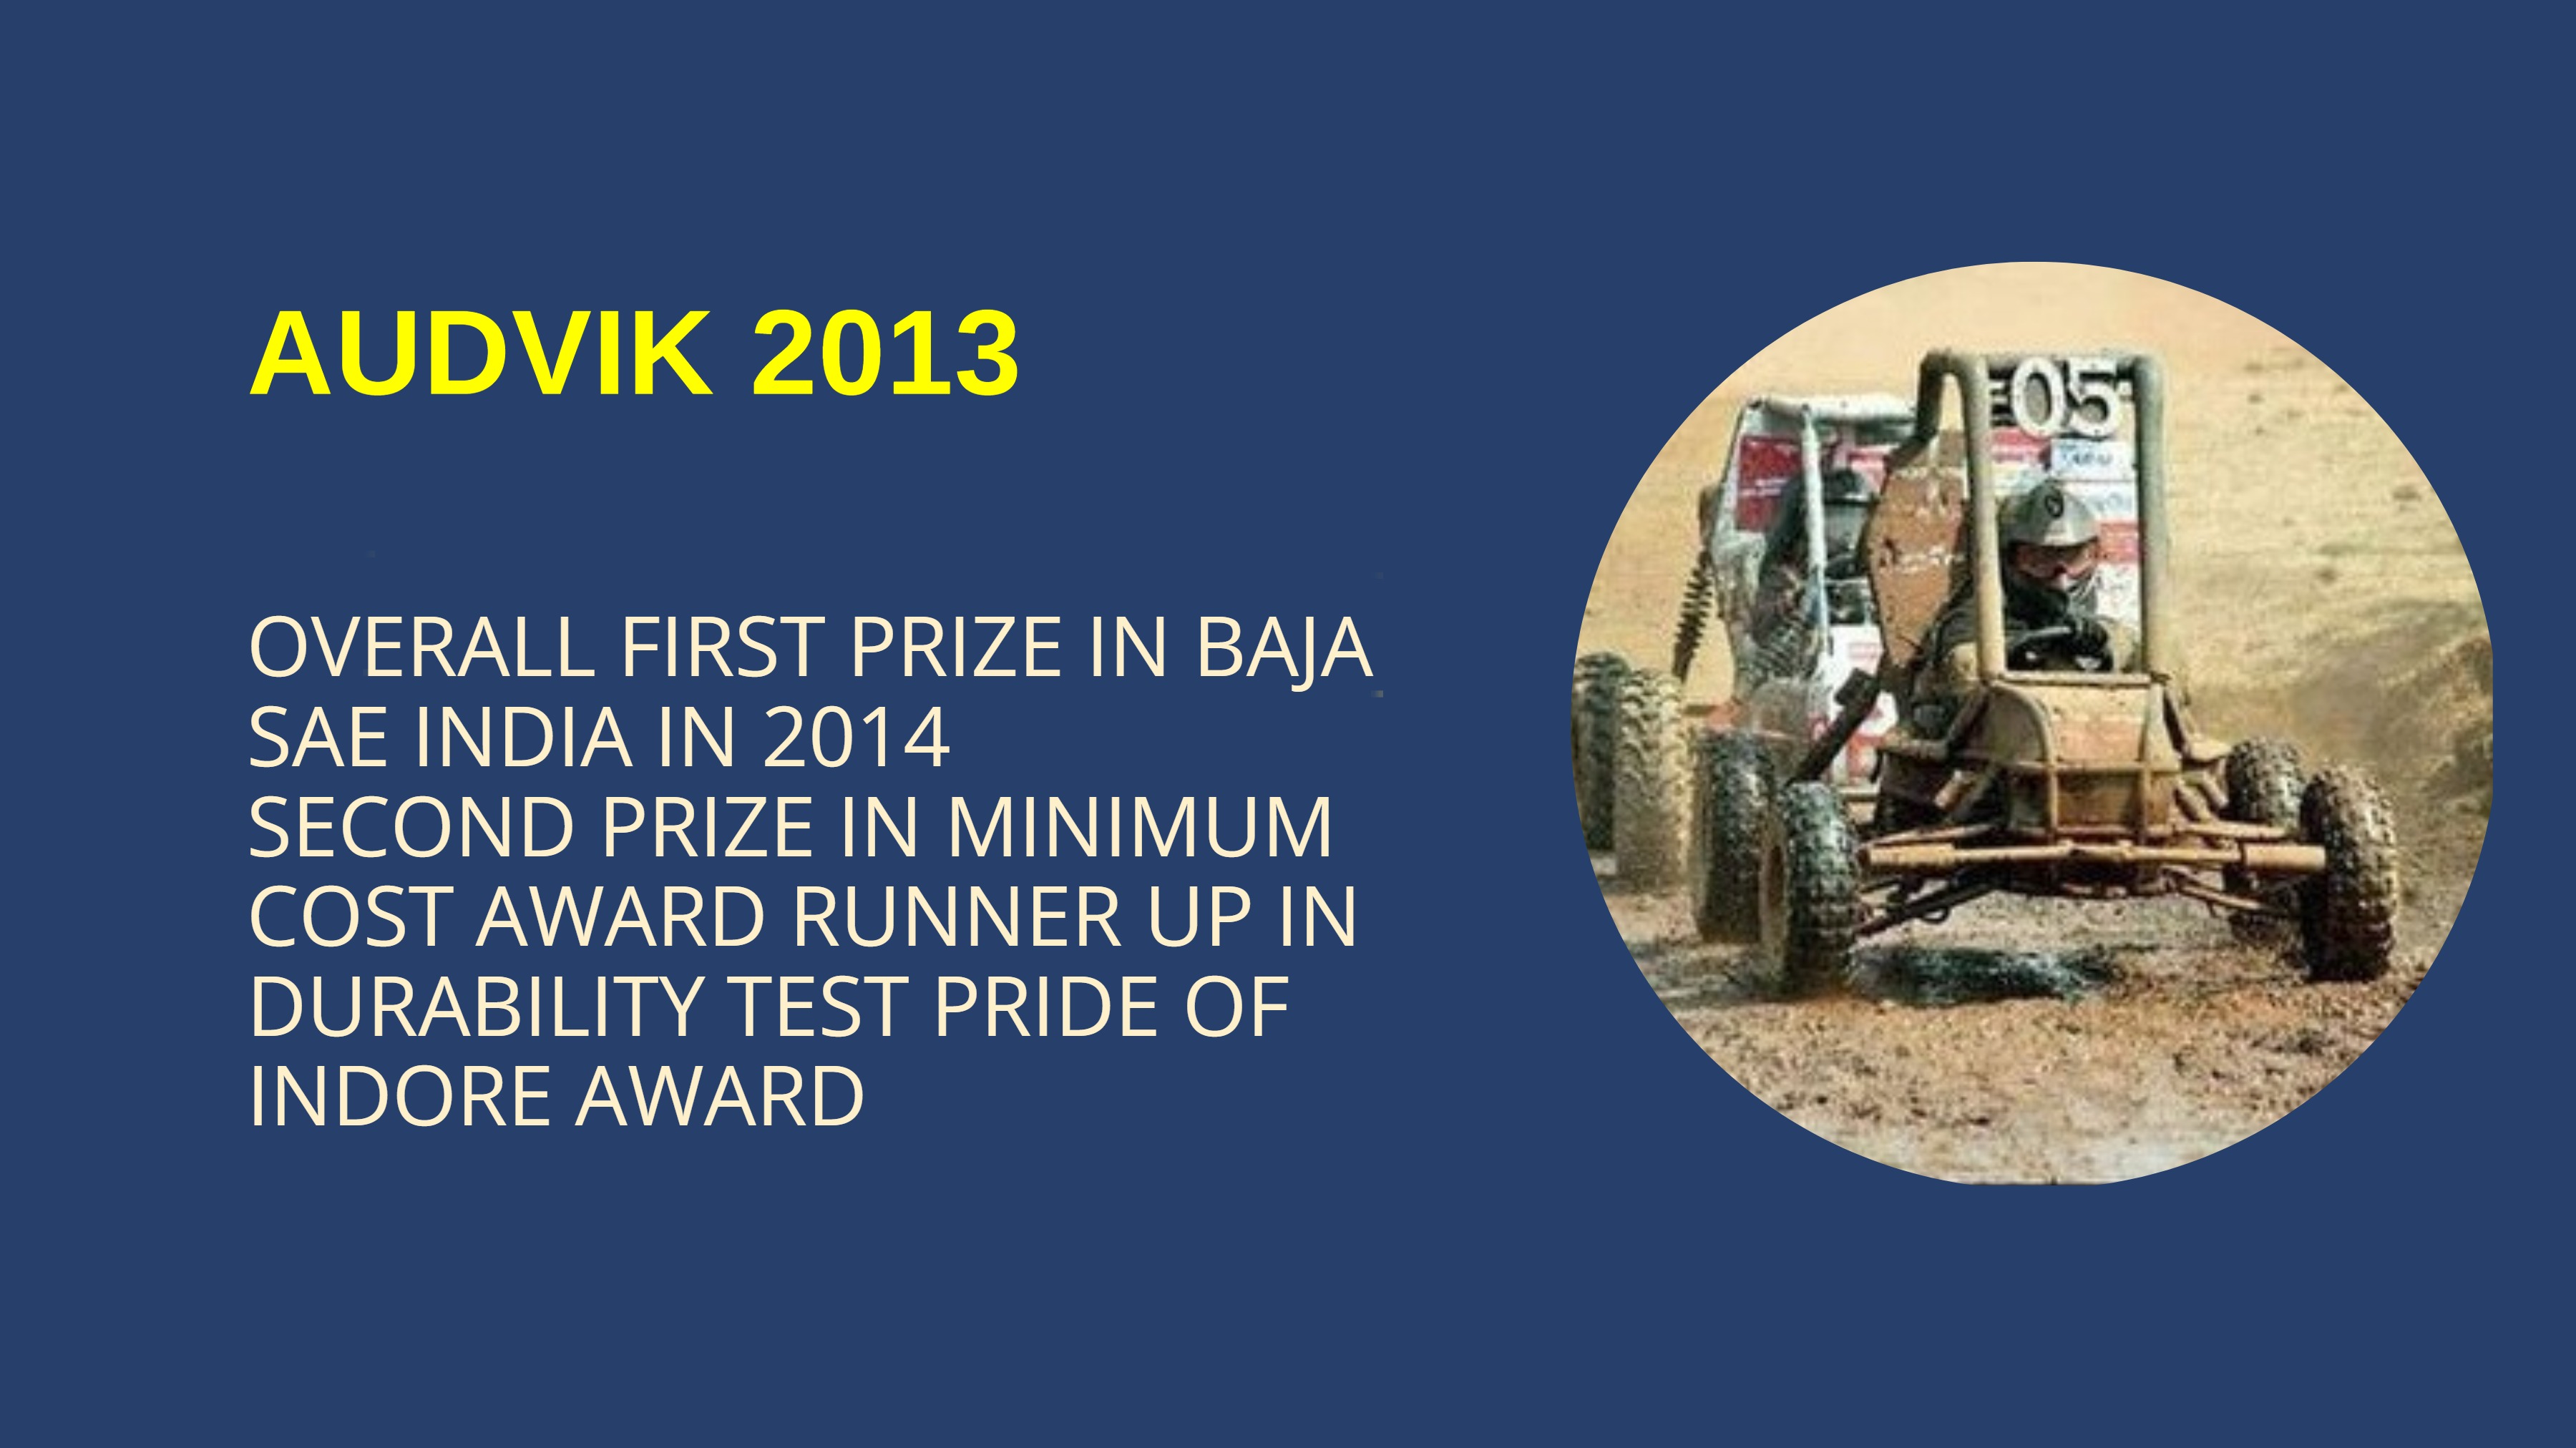 AUDVIK 2013
OVERALL FIRST PRIZE IN BAJA
SAE INDIA IN 2014
SECOND PRIZE IN MINIMUM
COST AWARD RUNNER UP IN
DURABILITY TEST PRIDE OF
INDORE AWARD
05